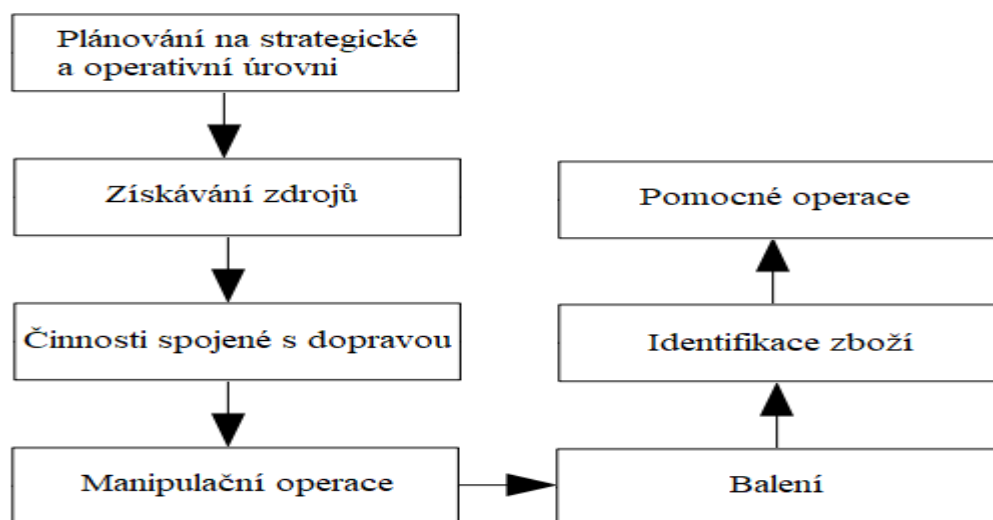 Plánování na strategické
a operativní úrovni
Získávání zdrojů
Činnosti spojené s dopravou
Manipulační operace
Balení
Identifikace zboží
Pomocné operace